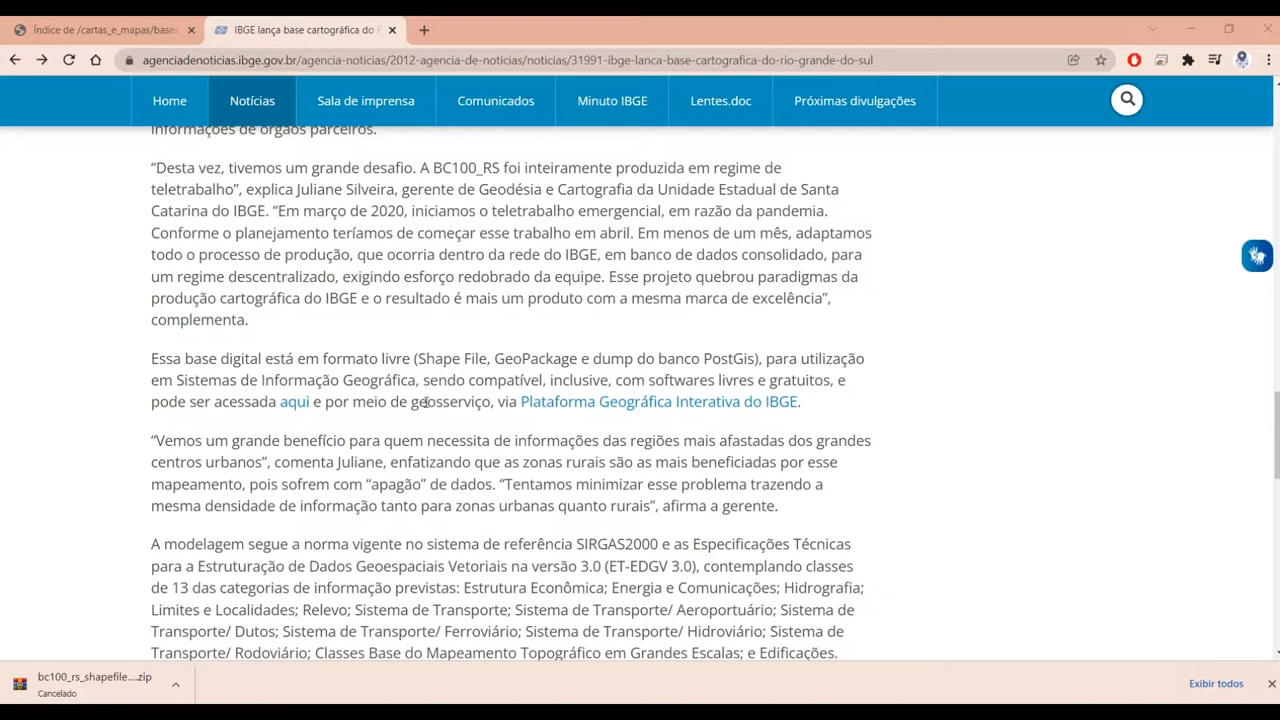 Índice de /cartas_e_mapas/base
IBGE lança base cartográfica do R
agenciadenoticias.ibge.gov.br/agencia-noticias/2012-agencia-de-noticias/noticias/31991-ibge-lanca-base-cartografica-do-rio-grande-do-sul
Home Notícias Sala de imprensa Comunicados Minuto IBGE Lentes.doc Próximas divulgações
informações de órgãos parceiros.
“Desta vez, tivemos um grande desafio. A BC100_RS foi inteiramente produzida em regime de
teletrabalho”, explica Juliane Silveira, gerente de Geodésia e Cartografia da Unidade Estadual de Santa
Catarina do IBGE. “Em março de 2020, iniciamos o teletrabalho emergencial, em razão da pandemia.
Conforme o planejamento teríamos de começar esse trabalho em abril. Em menos de um mês, adaptamos
todo o processo de produção, que ocorria dentro da rede do IBGE, em banco de dados consolidado, para
um regime descentralizado, exigindo esforço redobrado da equipe. Esse projeto quebrou paradigmas da
produção cartográfica do IBGE e o resultado é mais um produto com a mesma marca de excelência”,
complementa.
Essa base digital está em formato livre (Shape File, GeoPackage e dump do banco PostGis), para utilização
em Sistemas de Informação Geográfica, sendo compatível, inclusive, com softwares livres e gratuitos, e
pode ser acessada aqui e por meio de geosserviço, via Plataforma Geográfica Interativa do IBGE.
“Vemos um grande benefício para quem necessita de informações das regiões mais afastadas dos grandes
centros urbanos”, comenta Juliane, enfatizando que as zonas rurais são as mais beneficiadas por esse
mapeamento, pois sofrem com “apagão” de dados. “Tentamos minimizar esse problema trazendo a
mesma densidade de informação tanto para zonas urbanas quanto rurais”, afirma a gerente.
A modelagem segue a norma vigente no sistema de referência SIRGAS2000 e as Especificações Técnicas
para a Estruturação de Dados Geoespaciais Vetoriais na versão 3.0 (ET-EDGV 3.0), contemplando classes
de 13 das categorias de informação previstas: Estrutura Econômica; Energia e Comunicações; Hidrografia;
Limites e Localidades; Relevo; Sistema de Transporte; Sistema de Transporte/ Aeroportuário; Sistema de
Transporte/ Dutos; Sistema de Transporte/ Ferroviário; Sistema de Transporte/ Hidroviário; Sistema de
Transporte/ Rodoviário; Classes Base do Mapeamento Topográfico em Grandes Escalas; e Edificações.
bc100_rs_shapefile....zip
Cancelado
Exibir todos